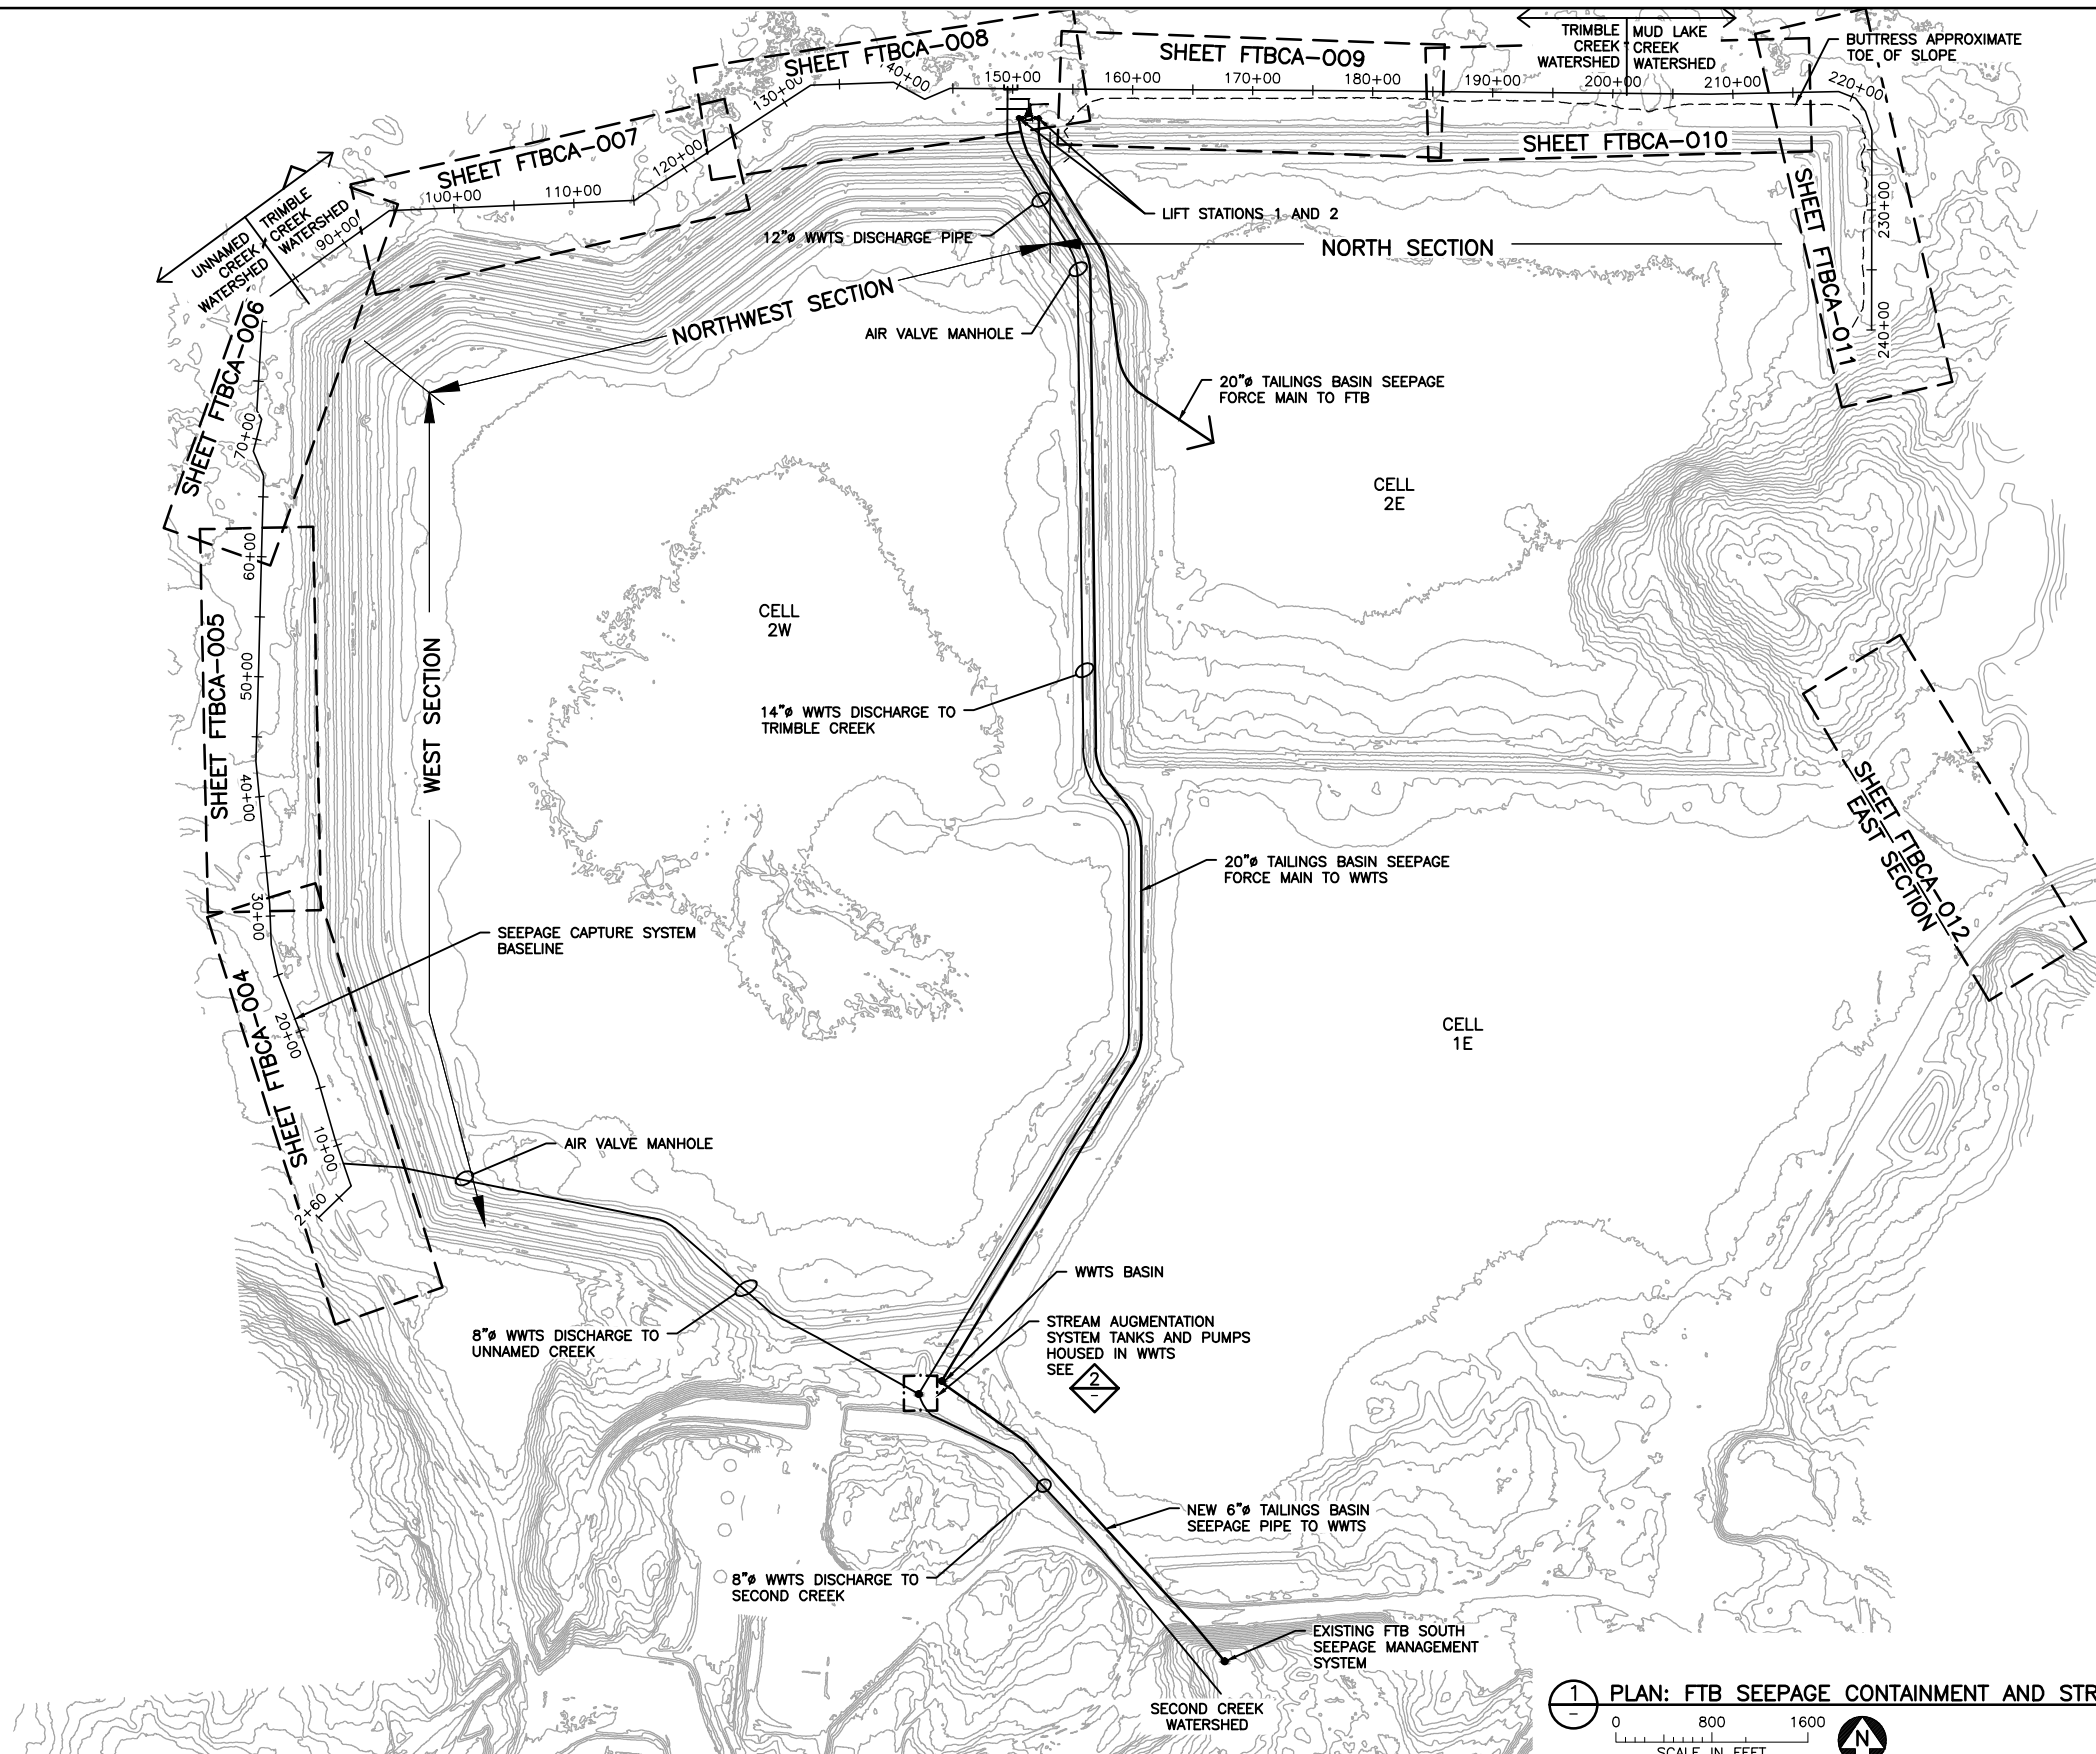 SHEET FTBCA-008
SHEET FTBCA-009
TRIMBLE
CREEK
WATERSHED
MUD LAKE
CREEK
WATERSHED
BUTTRESS APPROXIMATE
TOE OF SLOPE
130+00
140+00
150+00
160+00
170+00
180+00
190+00
200+00
210+00
220+00
SHEET FTBCA-007
120+00
SHEET FTBCA-010
100+00
110+00
UNNAMED
CREEK
WATERSHED
TRIMBLE
CREEK
WATERSHED
90+00
LIFT STATIONS 1 AND 2
12"ø WWTS DISCHARGE PIPE
NORTH SECTION
SHEET FTBCA-011
230+00
240+00
NORTHWEST SECTION
AIR VALVE MANHOLE
SHEET FTBCA-006
70+00
20"ø TAILINGS BASIN SEEPAGE
FORCE MAIN TO FTB
CELL
2E
60+00
CELL
2W
SHEET FTBCA-005
50+00
WEST SECTION
14"ø WWTS DISCHARGE TO
TRIMBLE CREEK
40+00
SHEET FTBCA-012
EAST SECTION
20"ø TAILINGS BASIN SEEPAGE
FORCE MAIN TO WWTS
30+00
SEEPAGE CAPTURE SYSTEM
BASELINE
SHEET FTBCA-004
20+00
CELL
1E
10+00
AIR VALVE MANHOLE
2+60
WWTS BASIN
STREAM AUGMENTATION
SYSTEM TANKS AND PUMPS
HOUSED IN WWTS
SEE
2
-
8"ø WWTS DISCHARGE TO
UNNAMED CREEK
NEW 6"ø TAILINGS BASIN
SEEPAGE PIPE TO WWTS
8"ø WWTS DISCHARGE TO
SECOND CREEK
EXISTING FTB SOUTH
SEEPAGE MANAGEMENT
SYSTEM
SECOND CREEK
WATERSHED
1
-
PLAN: FTB SEEPAGE CONTAINMENT AND STR
0 800 1600
SCALE IN FEET
N